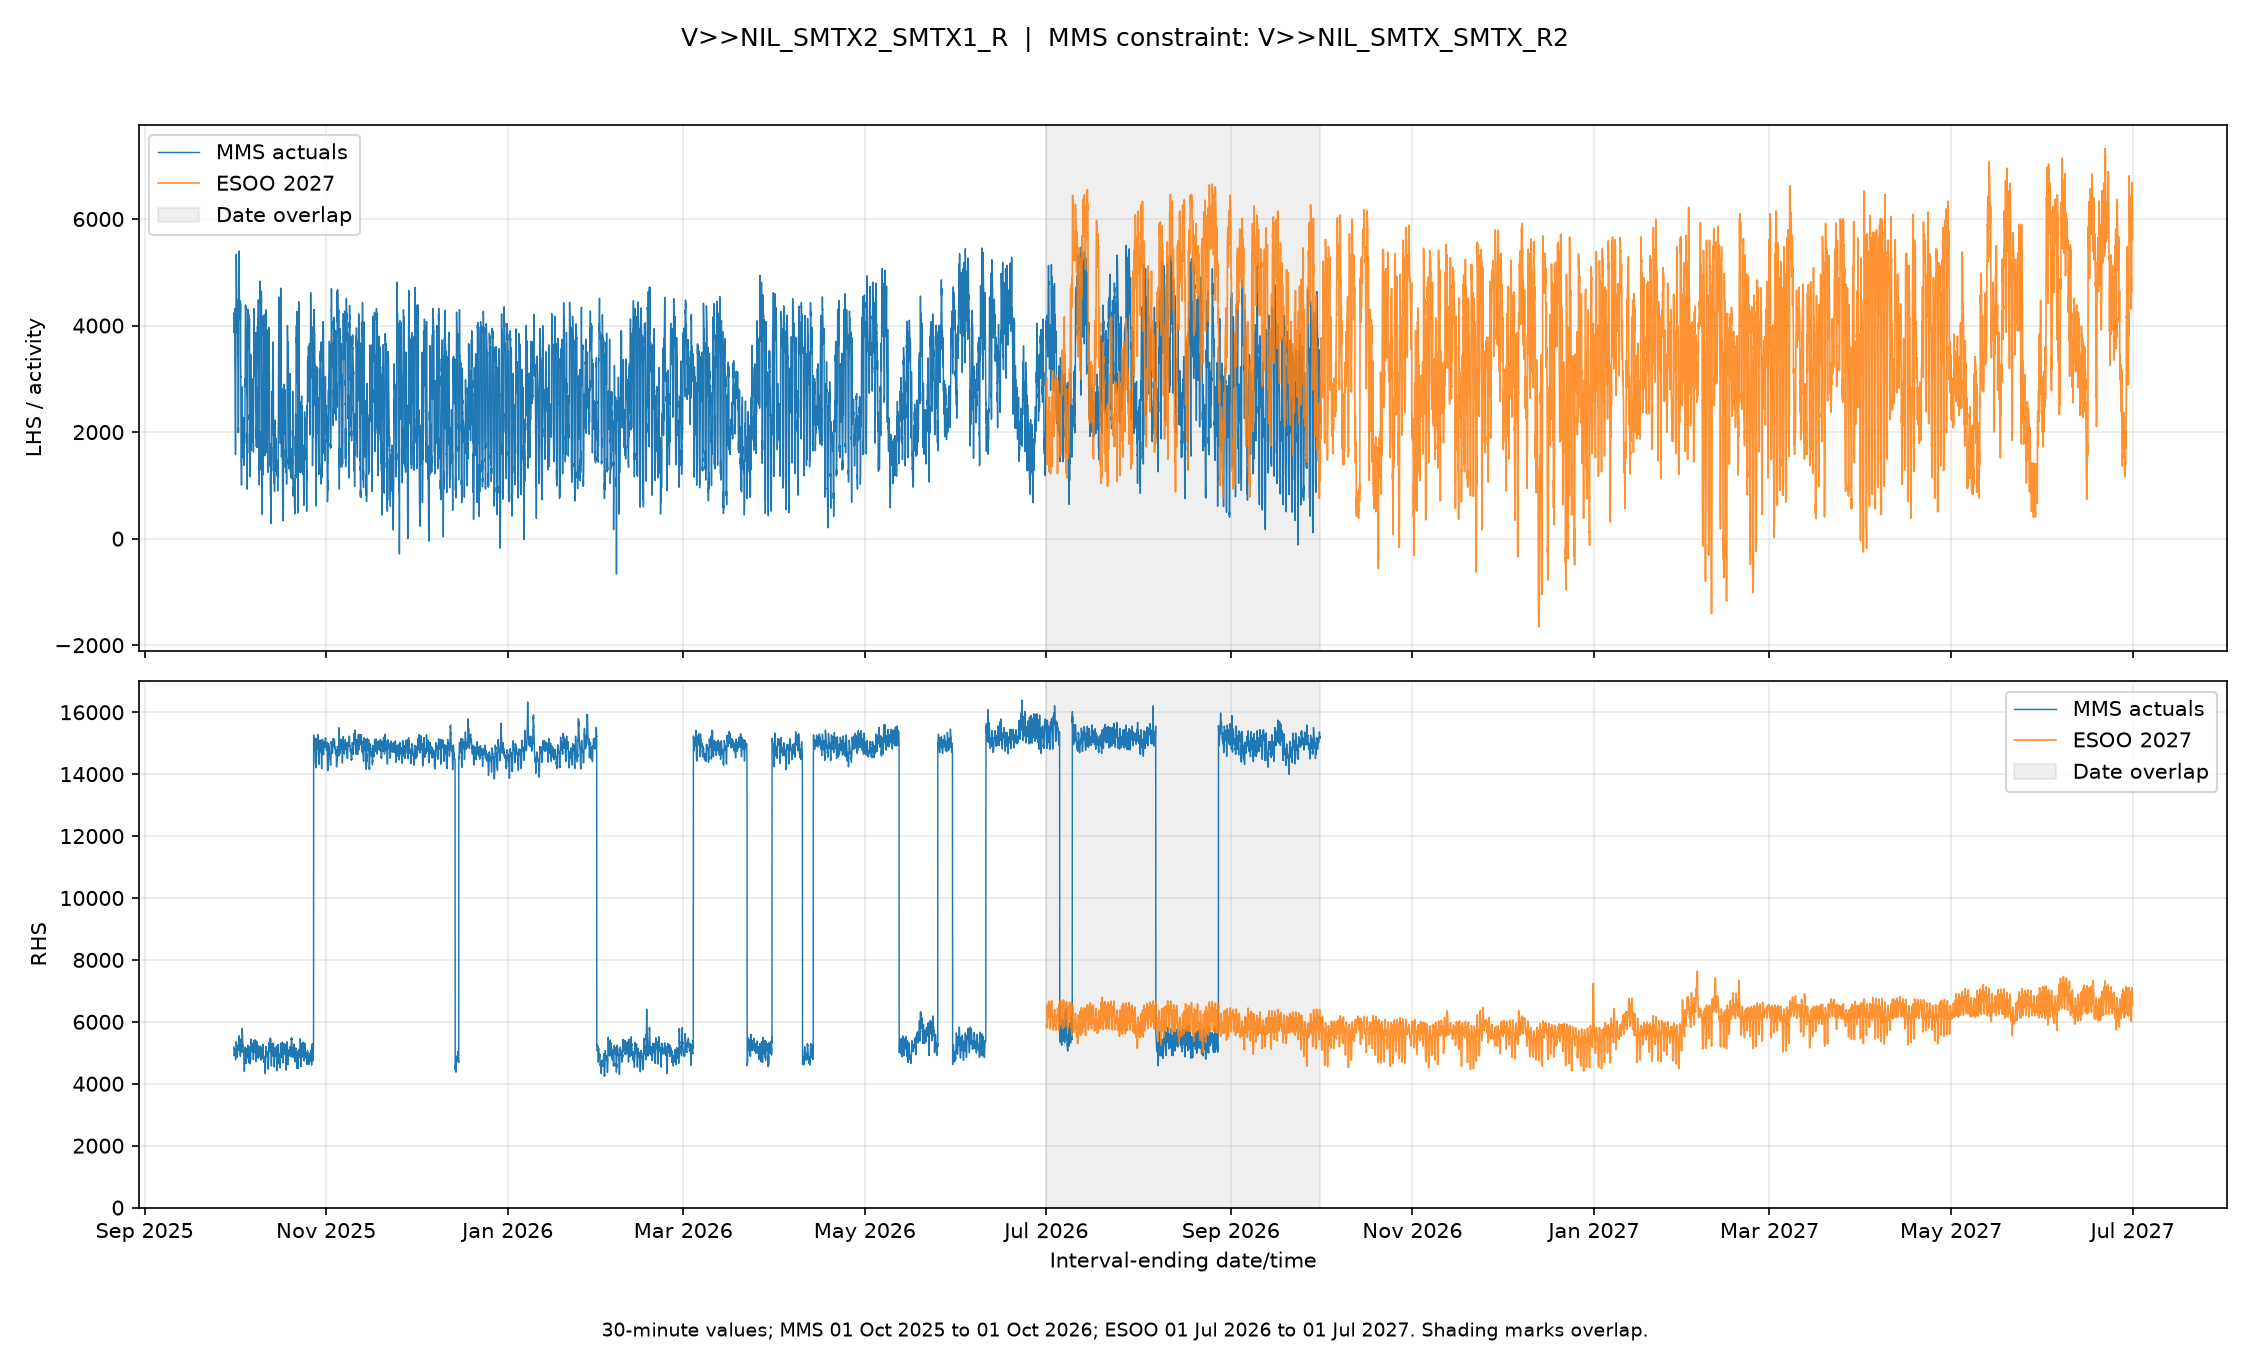 V>>NIL_SMTX2_SMTX1_R | MMS constraint: V>>NIL_SMTX_SMTX_R2
MMS actuals
ESOO 2027
Date overlap
6000
4000
2000
0
−2000
LHS / activity
MMS actuals
ESOO 2027
Date overlap
16000
14000
12000
10000
8000
6000
4000
2000
0
RHS
Sep 2025 Nov 2025 Jan 2026 Mar 2026 May 2026 Jul 2026 Sep 2026 Nov 2026 Jan 2027 Mar 2027 May 2027 Jul 2027
Interval-ending date/time
30-minute values; MMS 01 Oct 2025 to 01 Oct 2026; ESOO 01 Jul 2026 to 01 Jul 2027. Shading marks overlap.